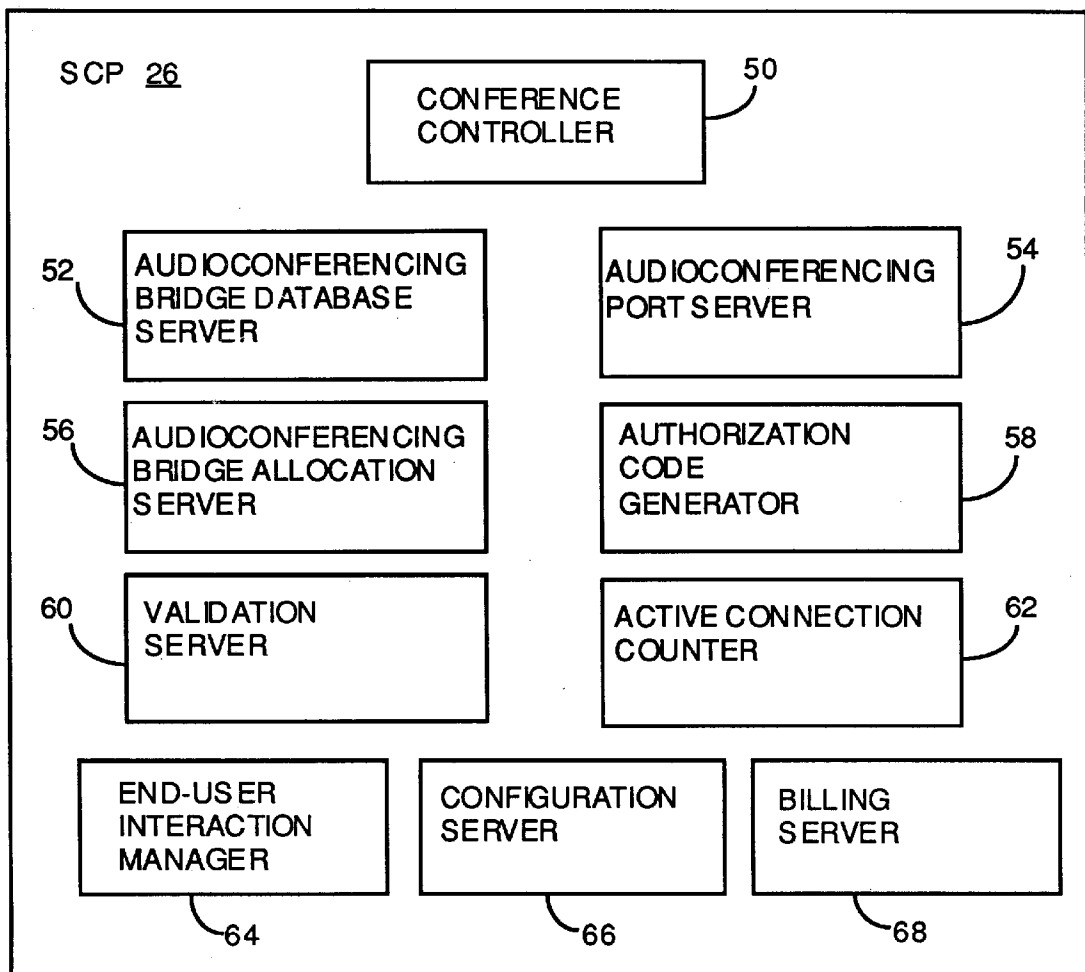 SCP 26
CONFERENCE
CONTROLLER
50
52
AUDIOCONFERENCING
BRIDGE DATABASE
SERVER
AUDIOCONFERENCING
PORT SERVER
54
56
AUDIOCONFERENCING
BRIDGE ALLOCATION
SERVER
AUTHORIZATION
CODE
GENERATOR
58
60
VALIDATION
SERVER
ACTIVE CONNECTION
COUNTER
62
END-USER
INTERACTION
MANAGER
CONFIGURATION
SERVER
BILLING
SERVER
64
66
68